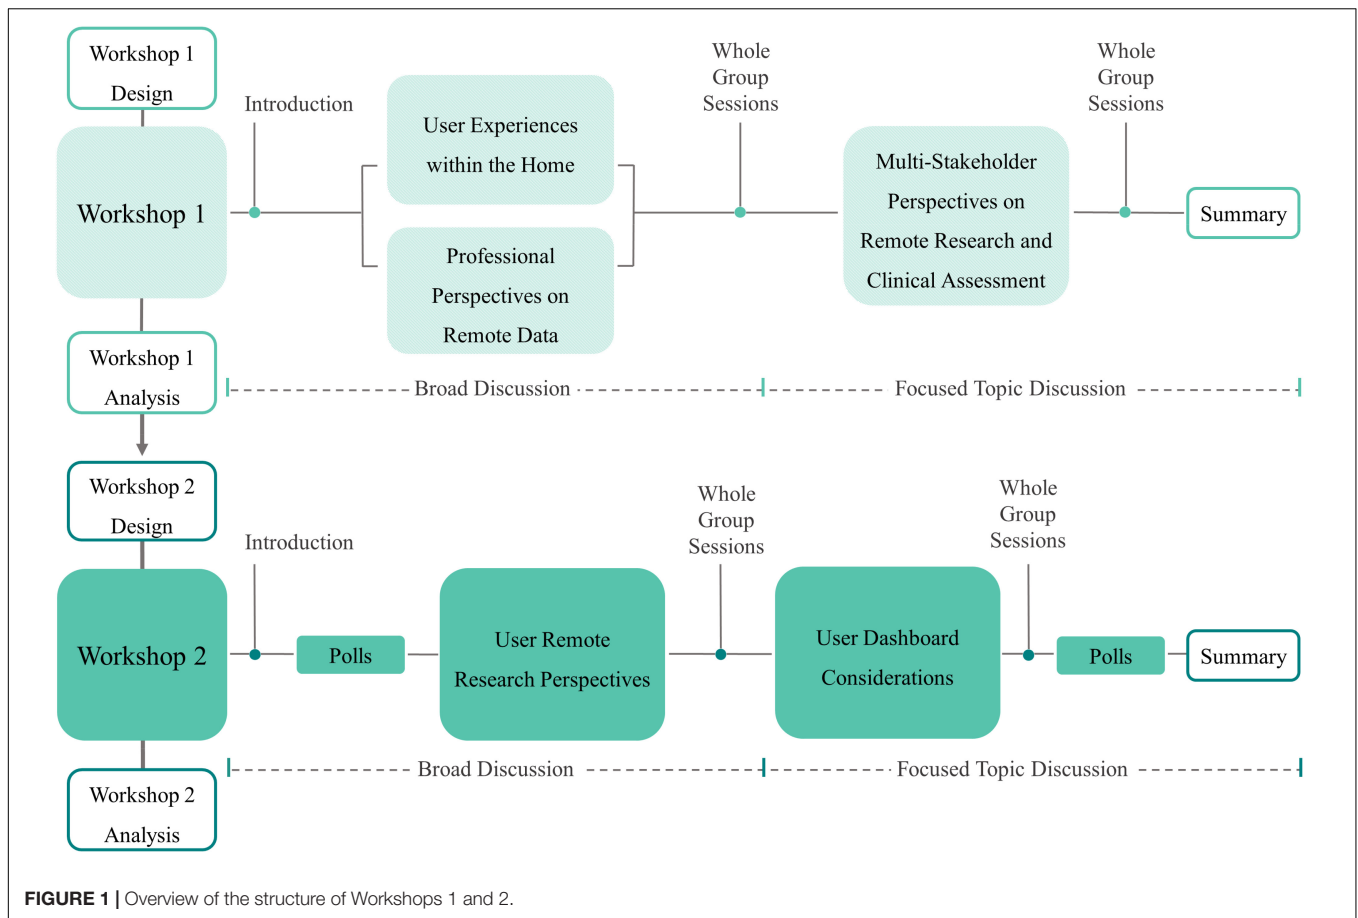 Workshop 1
Design
Introduction
User Experiences
within the Home
Whole
Group
Sessions
Whole
Group
Sessions
Workshop 1
Professional
Perspectives on
Remote Data
Multi-Stakeholder
Perspectives on
Remote Research and
Clinical Assessment
Summary
Workshop 1
Analysis
Broad Discussion
Focused Topic Discussion
Workshop 2
Design
Introduction
Whole
Group
Sessions
Whole
Group
Sessions
Workshop 2
Polls
User Remote
Research Perspectives
User Dashboard
Considerations
Polls
Summary
Broad Discussion
Focused Topic Discussion
Workshop 2
Analysis
FIGURE 1 | Overview of the structure of Workshops 1 and 2.